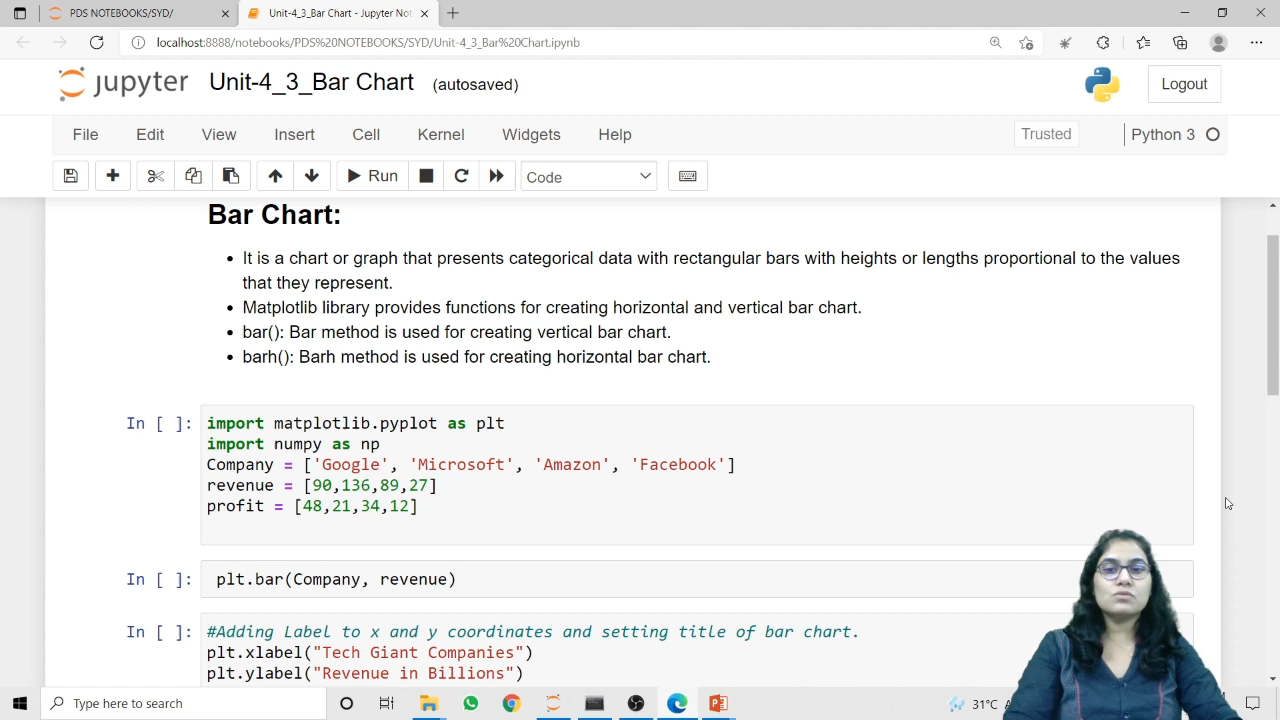 PDS NOTEBOOKS/SYD/
Unit-4_3_Bar Chart - Jupyter Not
localhost:8888/notebooks/PDS%20NOTEBOOKS/SYD/Unit-4_3_Bar%20Chart.ipynb
jupyter Unit-4_3_Bar Chart (autosaved)
Logout
File Edit View Insert Cell Kernel Widgets Help
Trusted
Python 3
Run
Code
Bar Chart:
• It is a chart or graph that presents categorical data with rectangular bars with heights or lengths proportional to the values
that they represent.
• Matplotlib library provides functions for creating horizontal and vertical bar chart.
• bar(): Bar method is used for creating vertical bar chart.
• barh(): Barh method is used for creating horizontal bar chart.
In [ ]: import matplotlib.pyplot as plt
import numpy as np
Company = ['Google', 'Microsoft', 'Amazon', 'Facebook']
revenue = [90,136,89,27]
profit = [48,21,34,12]
In [ ]: plt.bar(Company, revenue)
In [ ]: #Adding Label to x and y coordinates and setting title of bar chart.
plt.xlabel("Tech Giant Companies")
plt.ylabel("Revenue in Billions")
Type here to search
31°C